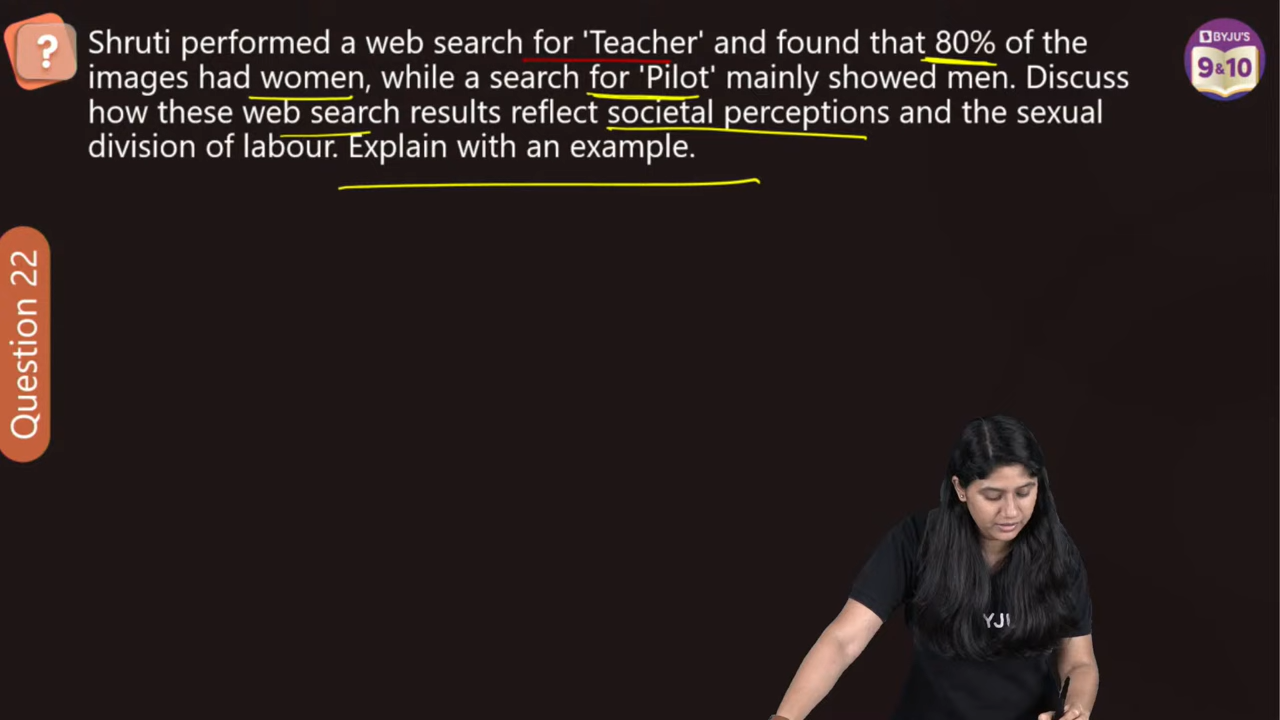 ?
Shruti performed a web search for 'Teacher' and found that 80% of the
images had women, while a search for 'Pilot' mainly showed men. Discuss
how these web search results reflect societal perceptions and the sexual
division of labour. Explain with an example.
BYJU'S
9&10
Question 22
YJU